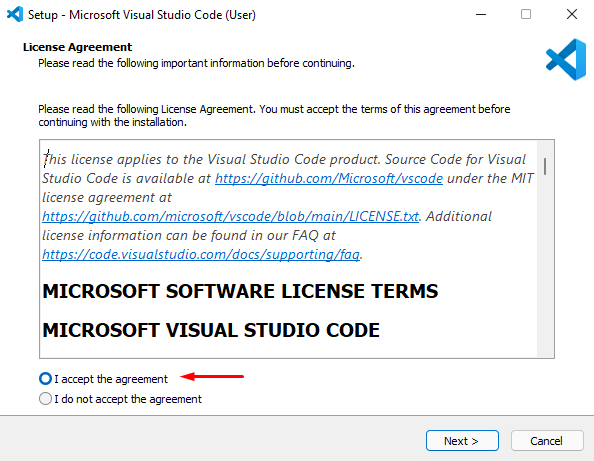 Setup - Microsoft Visual Studio Code (User)
License Agreement
Please read the following important information before continuing.
Please read the following License Agreement. You must accept the terms of this agreement before
continuing with the installation.
This license applies to the Visual Studio Code product. Source Code for Visual
Studio Code is available at https://github.com/Microsoft/vscode under the MIT
license agreement at
https://github.com/microsoft/vscode/blob/main/LICENSE.txt. Additional
license information can be found in our FAQ at
https://code.visualstudio.com/docs/supporting/faq.
MICROSOFT SOFTWARE LICENSE TERMS
MICROSOFT VISUAL STUDIO CODE
I accept the agreement
I do not accept the agreement
Next >
Cancel